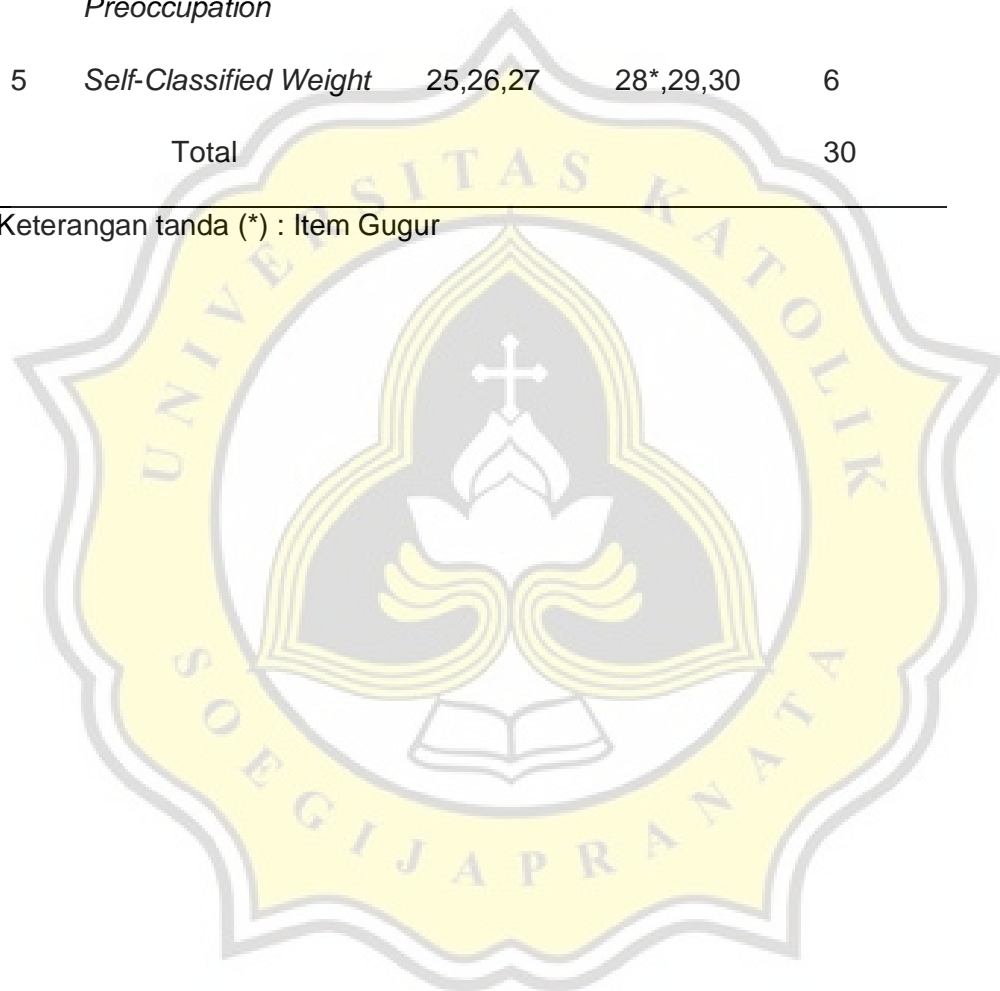 Preoccupation
5 Self-Classified Weight 25,26,27 28*,29,30 6
Total 30
Keterangan tanda (*) : Item Gugur
UNIVERSITAS KATOLIK
SOEGIJAPRANATA